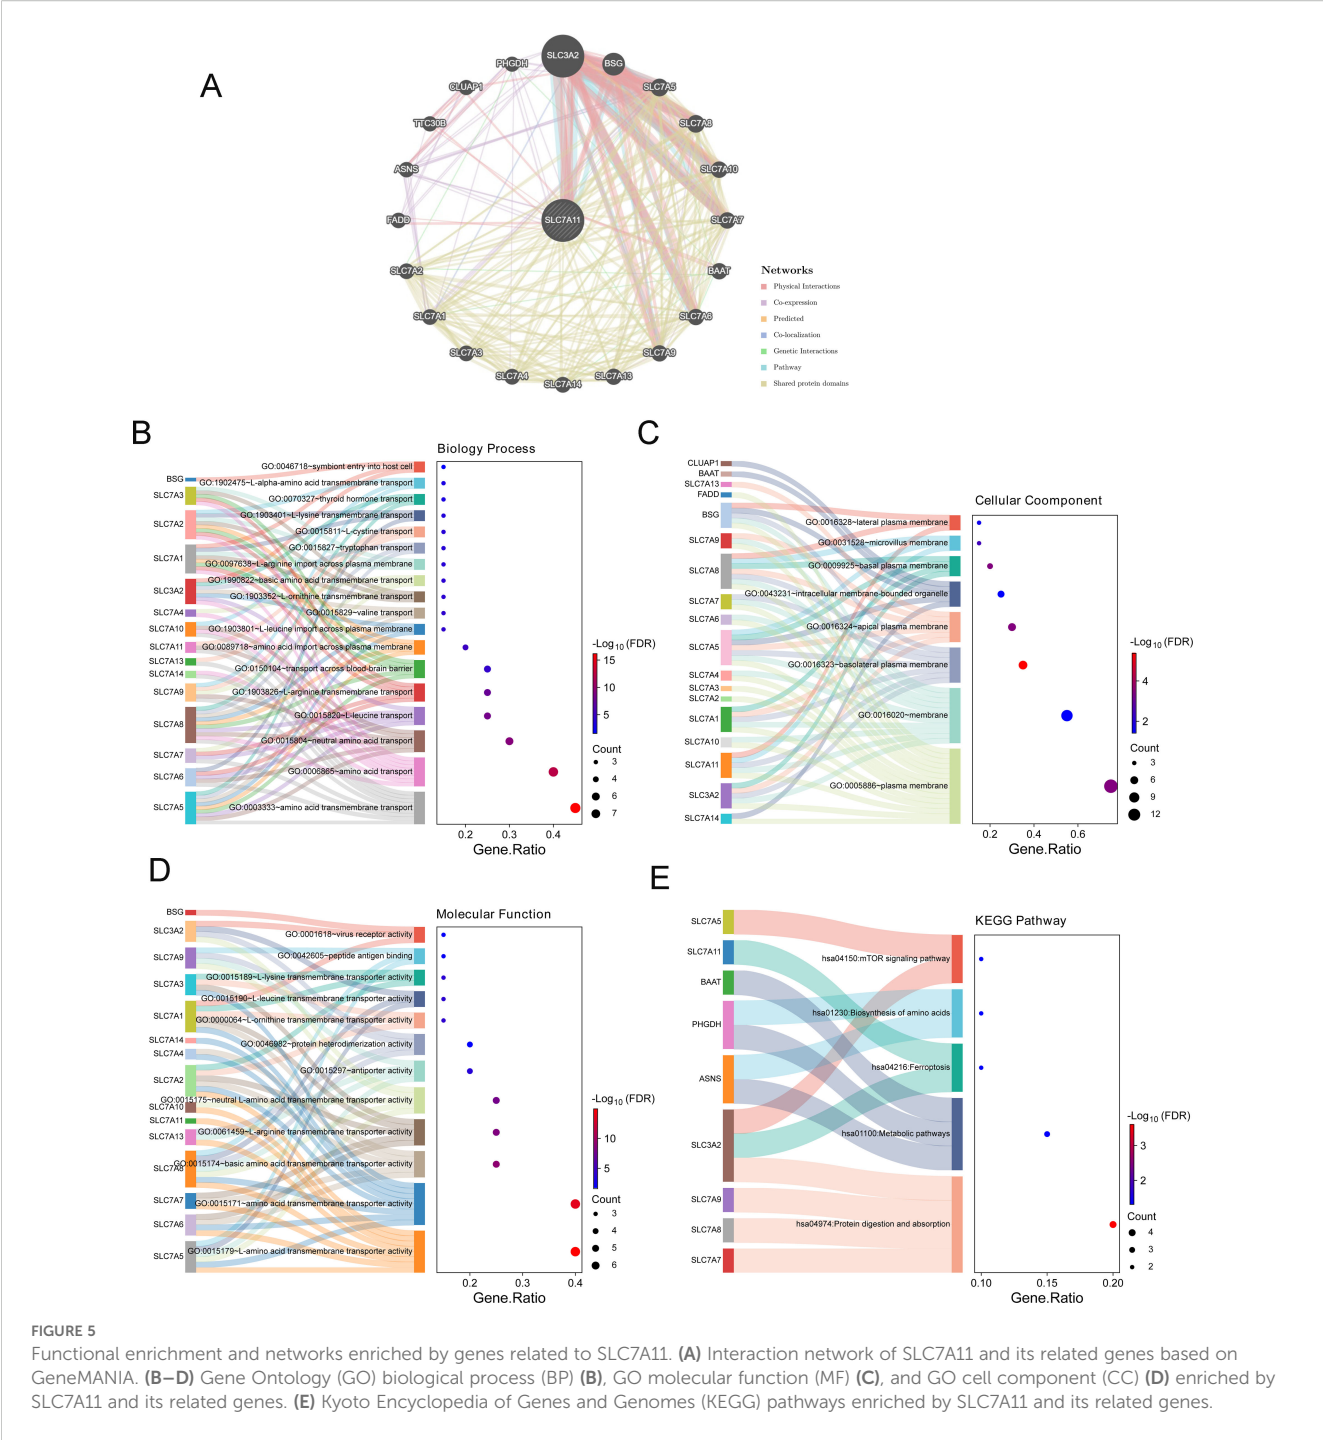 A
SLC3A2
BSG
PHGDH
SLC7A5
CLUAP1
SLC7A8
TTC30B
SLC7A10
ASNS
SLC7A11
FADD
SLC7A7
SLC7A2
BAAT
SLC7A1
SLC7A6
SLC7A3
SLC7A9
SLC7A4
SLC7A14
SLC7A13
Networks
Physical Interactions
Co-expression
Predicted
Co-localization
Genetic Interactions
Pathway
Shared protein domains
B
Biology Process
BSG
SLC7A3
SLC7A2
SLC7A1
SLC3A2
SLC7A4
SLC7A10
SLC7A11
SLC7A13
SLC7A14
SLC7A9
SLC7A8
SLC7A7
SLC7A6
SLC7A5
GO:0046718~symbiont entry into host cell
GO:1902475~L-alpha-amino acid transmembrane transport
GO:0070327~thyroid hormone transport
GO:1903401~L-lysine transmembrane transport
GO:0015811~L-cystine transport
GO:0015827~tryptophan transport
GO:0097638~L-arginine import across plasma membrane
GO:1990822~basic amino acid transmembrane transport
GO:1903352~L-ornithine transmembrane transport
GO:0015829~valine transport
GO:1903801~L-leucine import across plasma membrane
GO:0089718~amino acid import across plasma membrane
GO:0150104~transport across blood-brain barrier
GO:1903826~L-arginine transmembrane transport
GO:0015820~L-leucine transport
GO:0015804~neutral amino acid transport
GO:0006865~amino acid transport
GO:0003333~amino acid transmembrane transport
0.2 0.3 0.4
Gene.Ratio
-Log10(FDR)
15
10
5
Count
3
4
6
7
C
Cellular Coomponent
CLUAP1
BAAT
SLC7A13
FADD
BSG
SLC7A9
SLC7A8
SLC7A7
SLC7A6
SLC7A5
SLC7A4
SLC7A3
SLC7A2
SLC7A1
SLC7A10
SLC7A11
SLC3A2
SLC7A14
GO:0016328~lateral plasma membrane
GO:0031528~microvillus membrane
GO:0009925~basal plasma membrane
GO:0043231~intracellular membrane-bounded organelle
GO:0016324~apical plasma membrane
GO:0016323~basolateral plasma membrane
GO:0016020~membrane
GO:0005886~plasma membrane
0.2 0.4 0.6
Gene.Ratio
-Log10(FDR)
4
2
Count
3
6
9
12
D
Molecular Function
BSG
SLC3A2
SLC7A9
SLC7A3
SLC7A1
SLC7A14
SLC7A4
SLC7A2
SLC7A10
SLC7A11
SLC7A13
SLC7A8
SLC7A7
SLC7A6
SLC7A5
GO:0001618~virus receptor activity
GO:0042605~peptide antigen binding
GO:0015189~L-lysine transmembrane transporter activity
GO:0015190~L-leucine transmembrane transporter activity
GO:0000064~L-ornithine transmembrane transporter activity
GO:0046982~protein heterodimerization activity
GO:0015297~antiporter activity
GO:0015175~neutral L-amino acid transmembrane transporter activity
GO:0061459~L-arginine transmembrane transporter activity
GO:0015174~basic amino acid transmembrane transporter activity
GO:0015171~amino acid transmembrane transporter activity
GO:0015179~L-amino acid transmembrane transporter activity
0.2 0.3 0.4
Gene.Ratio
-Log10(FDR)
10
5
Count
3
4
5
6
E
KEGG Pathway
SLC7A5
SLC7A11
BAAT
PHGDH
ASNS
SLC3A2
SLC7A9
SLC7A8
SLC7A7
hsa04150:mTOR signaling pathway
hsa01230:Biosynthesis of amino acids
hsa04216:Ferroptosis
hsa01100:Metabolic pathways
hsa04974:Protein digestion and absorption
0.10 0.15 0.20
Gene.Ratio
-Log10(FDR)
3
2
Count
4
3
2
FIGURE 5
Functional enrichment and networks enriched by genes related to SLC7A11. (A) Interaction network of SLC7A11 and its related genes based on
GeneMANIA. (B–D) Gene Ontology (GO) biological process (BP) (B), GO molecular function (MF) (C), and GO cell component (CC) (D) enriched by
SLC7A11 and its related genes. (E) Kyoto Encyclopedia of Genes and Genomes (KEGG) pathways enriched by SLC7A11 and its related genes.